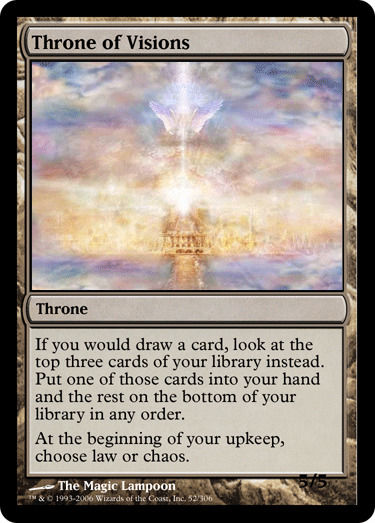 Throne of Visions
Throne
If you would draw a card, look at the
top three cards of your library instead.
Put one of those cards into your hand
and the rest on the bottom of your
library in any order.
At the beginning of your upkeep,
choose law or chaos.
5/5
The Magic Lampoon
™ & © 1993-2006 Wizards of the Coast, Inc. 52/306